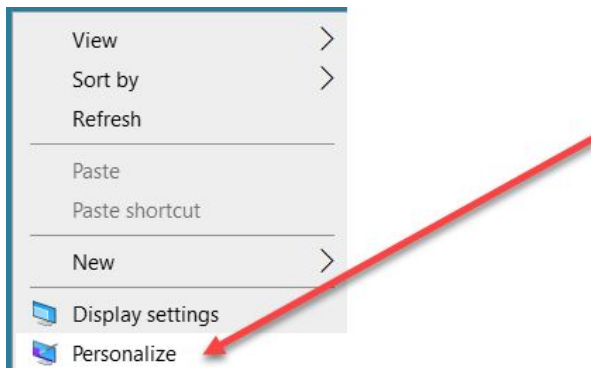 View
Sort by
Refresh
Paste
Paste shortcut
New
Display settings
Personalize